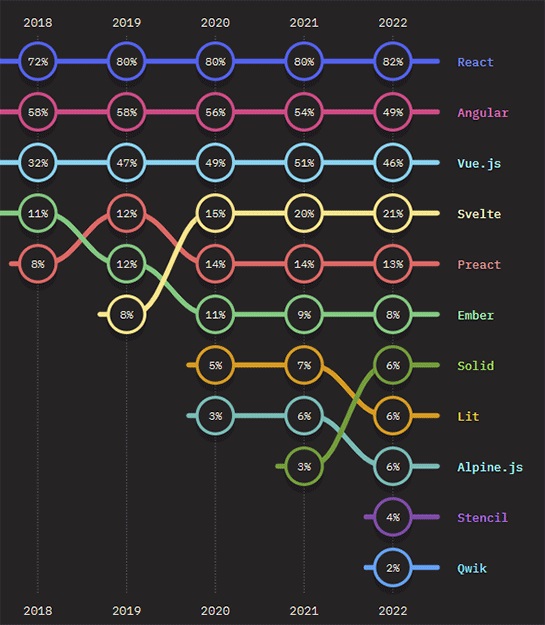 2018 2019 2020 2021 2022
72% 80% 80% 80% 82% React
58% 58% 56% 54% 49% Angular
32% 47% 49% 51% 46% Vue.js
11% 12% 15% 20% 21% Svelte
8% 12% 14% 14% 13% Preact
8% 11% 9% 8% Ember
5% 7% 6% Solid
3% 6% 6% Lit
3% 6% Alpine.js
4% Stencil
2% Qwik
2018 2019 2020 2021 2022